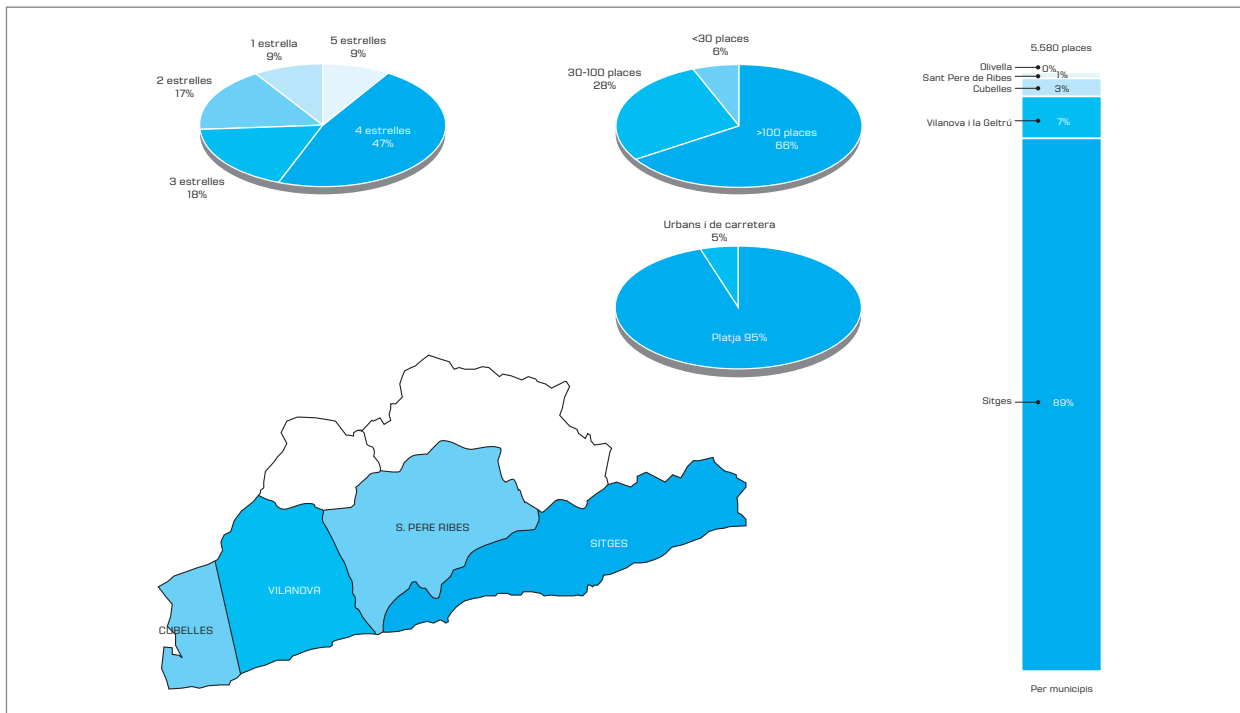 1 estrella
9%
5 estrelles
9%
2 estrelles
17%
4 estrelles
47%
3 estrelles
18%
<30 places
6%
30-100 places
28%
>100 places
66%
Urbans i de carretera
5%
Platja 95%
5.580 places
Olivella 0%
Sant Pere de Ribes 1%
Cubelles 3%
Vilanova i la Geltrú 7%
Sitges 89%
Per municipis
S. PERE RIBES
SITGES
VILANOVA
CUBELLES